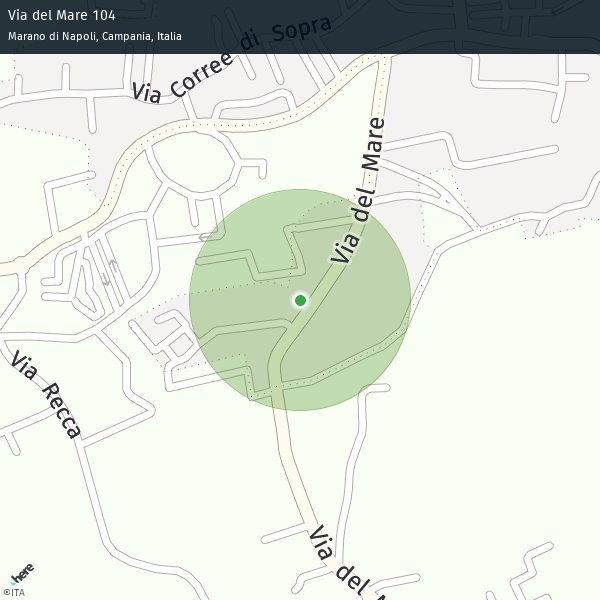 Via del Mare 104
Marano di Napoli, Campania, Italia
Via Corree di Sopra
Via del Mare
Via Recca
Via del M
here
©ITA